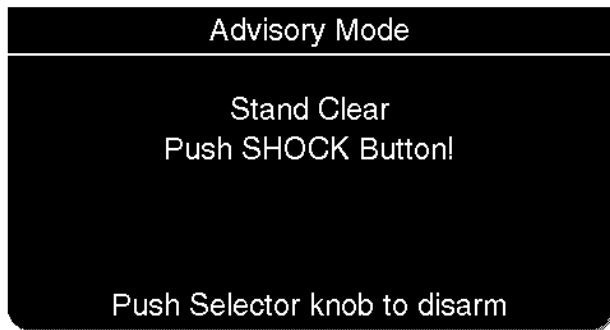 Advisory Mode
Stand Clear
Push SHOCK Button!
Push Selector knob to disarm